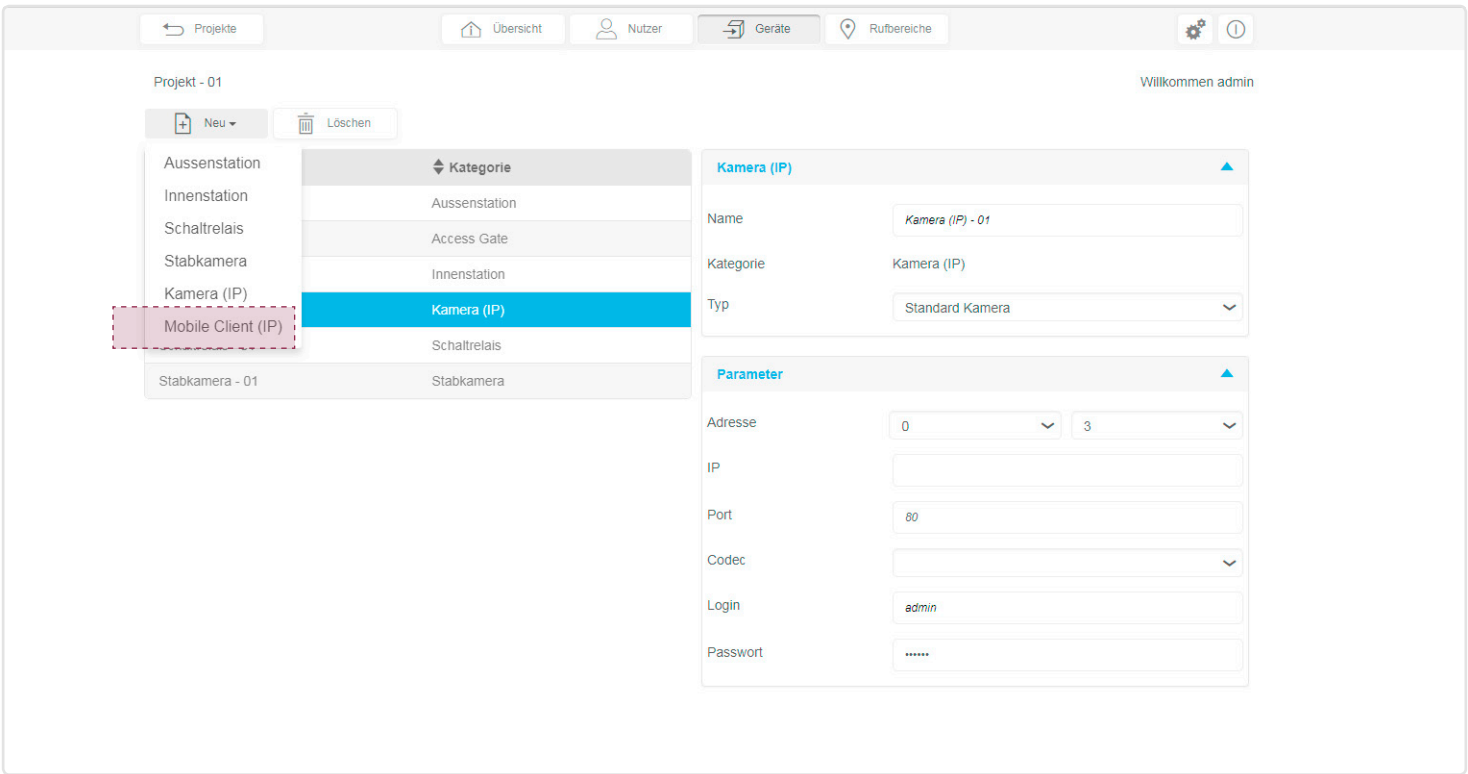 Projekte
Übersicht
Nutzer
Geräte
Rufbereiche
Projekt - 01
Willkommen admin
Neu
Löschen
Aussenstation
Innenstation
Schaltrelais
Stabkamera
Kamera (IP)
Mobile Client (IP)
Kategorie
Aussenstation
Access Gate
Innenstation
Kamera (IP)
Schaltrelais
Stabkamera - 01 Stabkamera
Kamera (IP)
Name Kamera (IP) - 01
Kategorie Kamera (IP)
Typ Standard Kamera
Parameter
Adresse 0 3
IP
Port 80
Codec
Login admin
Passwort ••••••